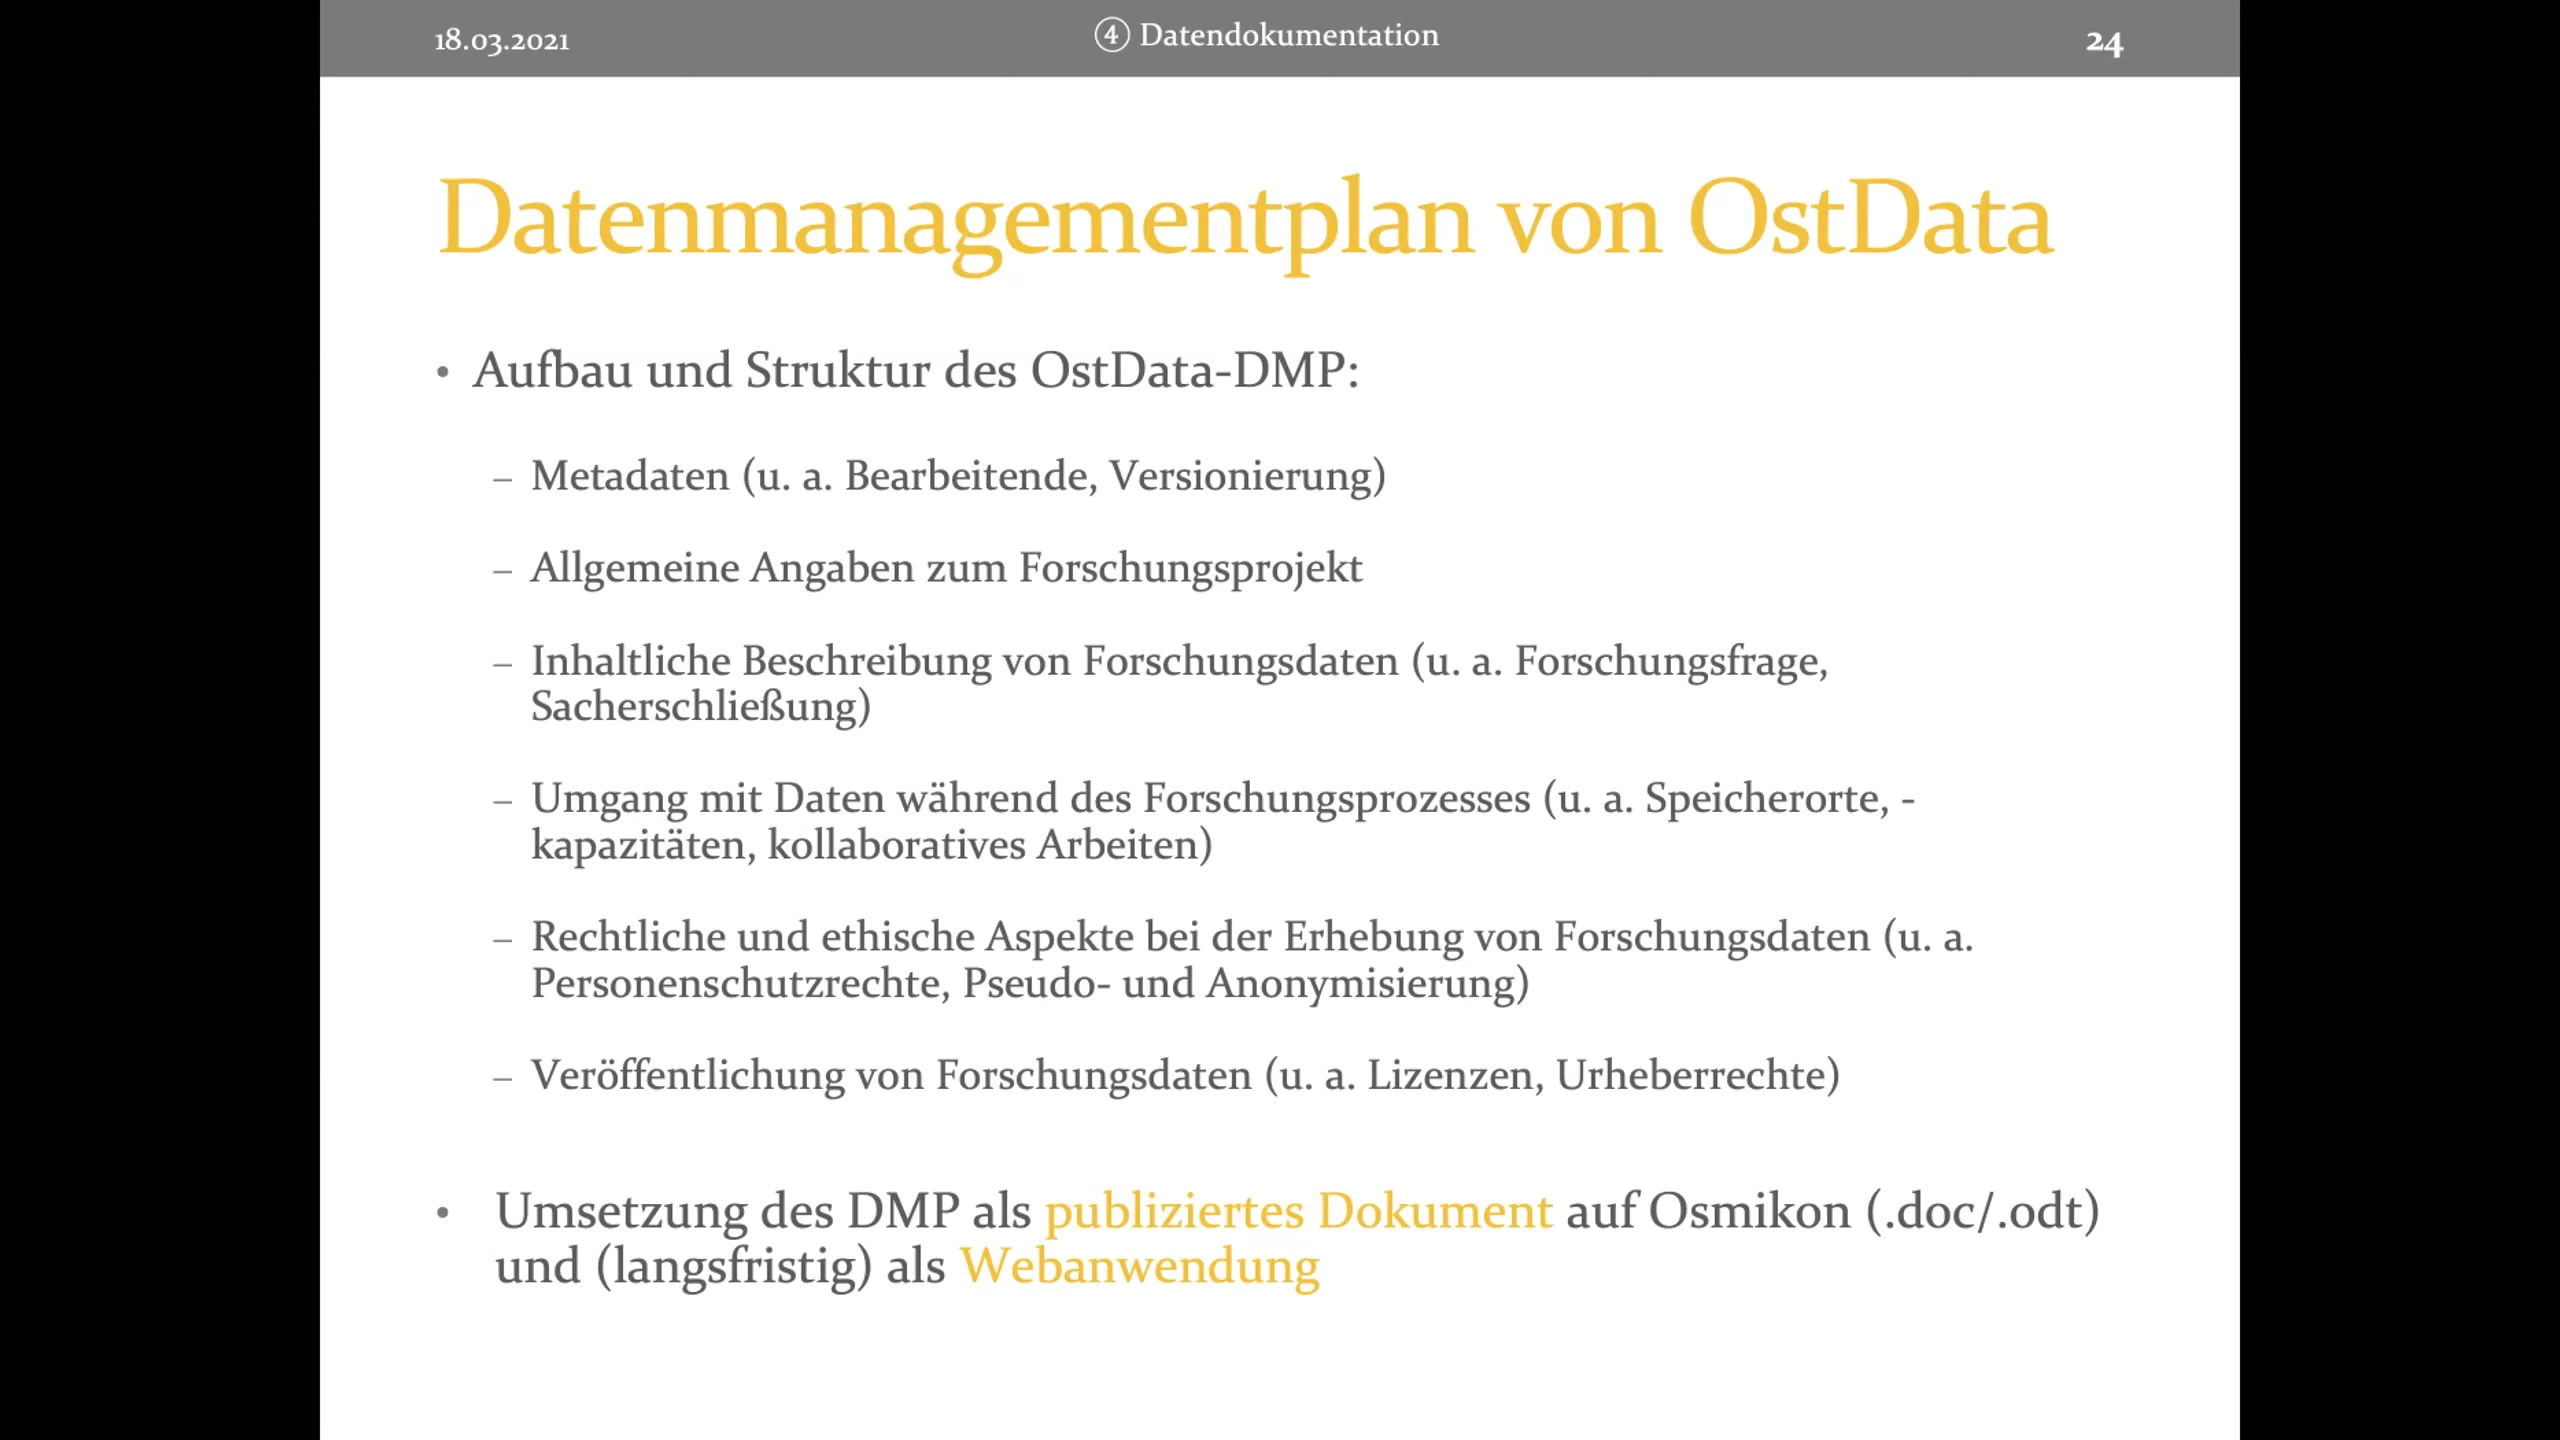 18.03.2021
④ Datendokumentation
24
Datenmanagementplan von OstData
• Aufbau und Struktur des OstData-DMP:
– Metadaten (u. a. Bearbeitende, Versionierung)
– Allgemeine Angaben zum Forschungsprojekt
– Inhaltliche Beschreibung von Forschungsdaten (u. a. Forschungsfrage,
Sacherschließung)
– Umgang mit Daten während des Forschungsprozesses (u. a. Speicherorte, -
kapazitäten, kollaboratives Arbeiten)
– Rechtliche und ethische Aspekte bei der Erhebung von Forschungsdaten (u. a.
Personenschutzrechte, Pseudo- und Anonymisierung)
– Veröffentlichung von Forschungsdaten (u. a. Lizenzen, Urheberrechte)
• Umsetzung des DMP als publiziertes Dokument auf Osmikon (.doc/.odt)
und (langsfristig) als Webanwendung